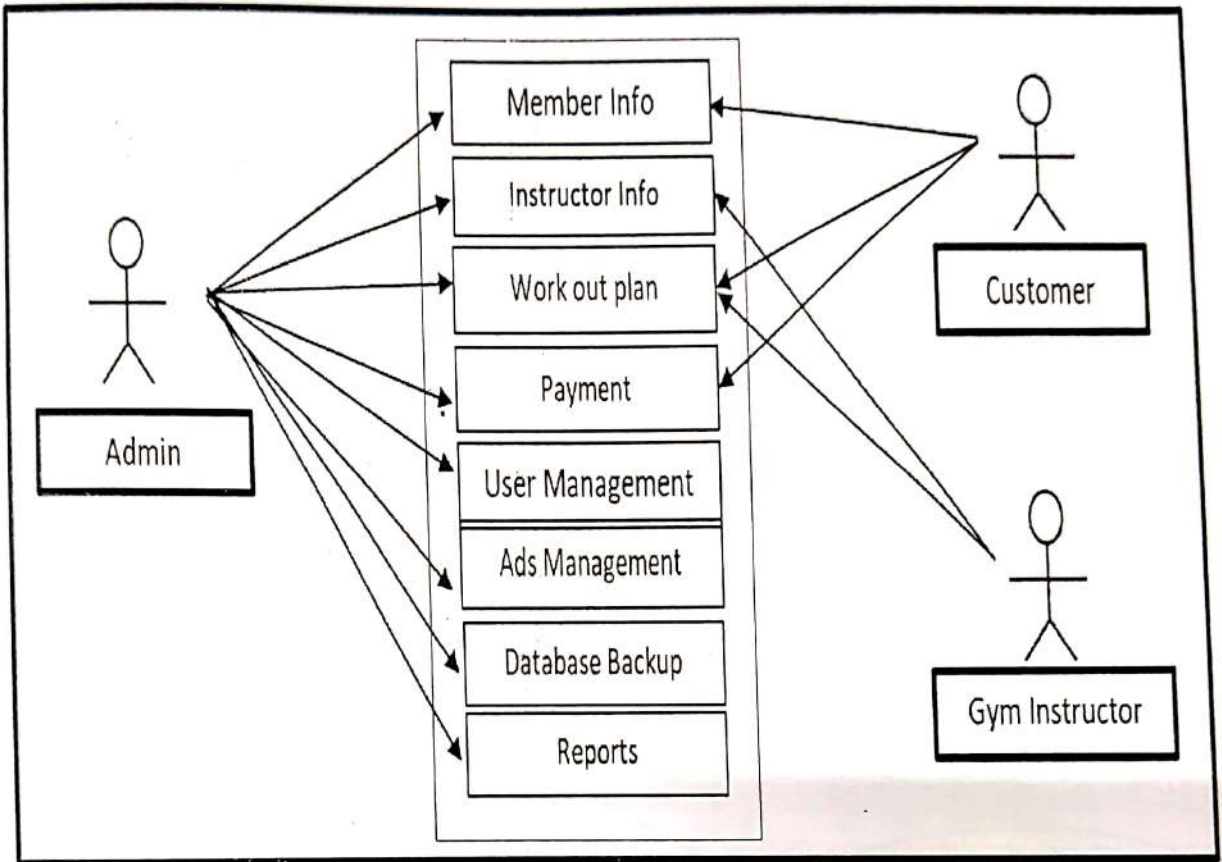 Member Info
Instructor Info
Work out plan
Payment
User Management
Ads Management
Database Backup
Reports
Admin
Customer
Gym Instructor